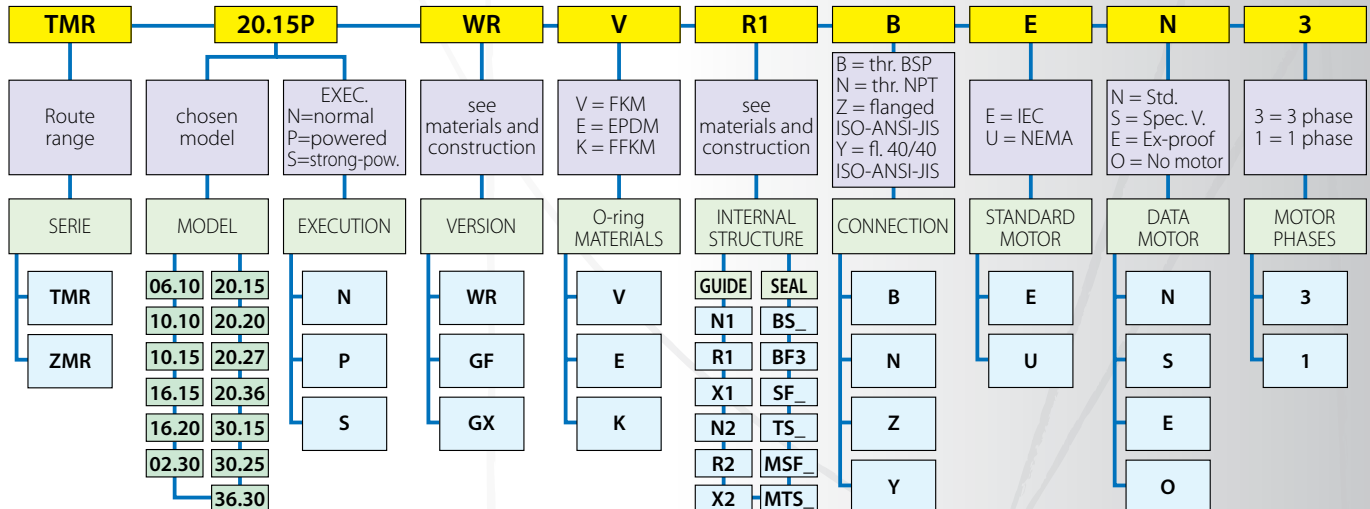 TMR 20.15P WR V R1 B E N 3
Route
range
chosen
model
EXEC.
N=normal
P=powered
S=strong-pow.
see
materials and
construction
V = FKM
E = EPDM
K = FFKM
see
materials and
construction
B = thr. BSP
N = thr. NPT
Z = flanged
ISO-ANSI-JIS
Y = fl. 40/40
ISO-ANSI-JIS
E = IEC
U = NEMA
N = Std.
S = Spec. V.
E = Ex-proof
O = No motor
3 = 3 phase
1 = 1 phase
SERIE
MODEL
EXECUTION
VERSION
O-ring
MATERIALS
INTERNAL
STRUCTURE
CONNECTION
STANDARD
MOTOR
DATA
MOTOR
MOTOR
PHASES
TMR
ZMR
06.10 20.15
10.10 20.20
10.15 20.27
16.15 20.36
16.20 30.15
02.30 30.25
36.30
N
P
S
WR
GF
GX
V
E
K
GUIDE SEAL
N1 BS_
R1 BF3
X1 SF_
N2 TS_
R2 MSF_
X2 MTS_
B
N
Z
Y
E
U
N
S
E
O
3
1